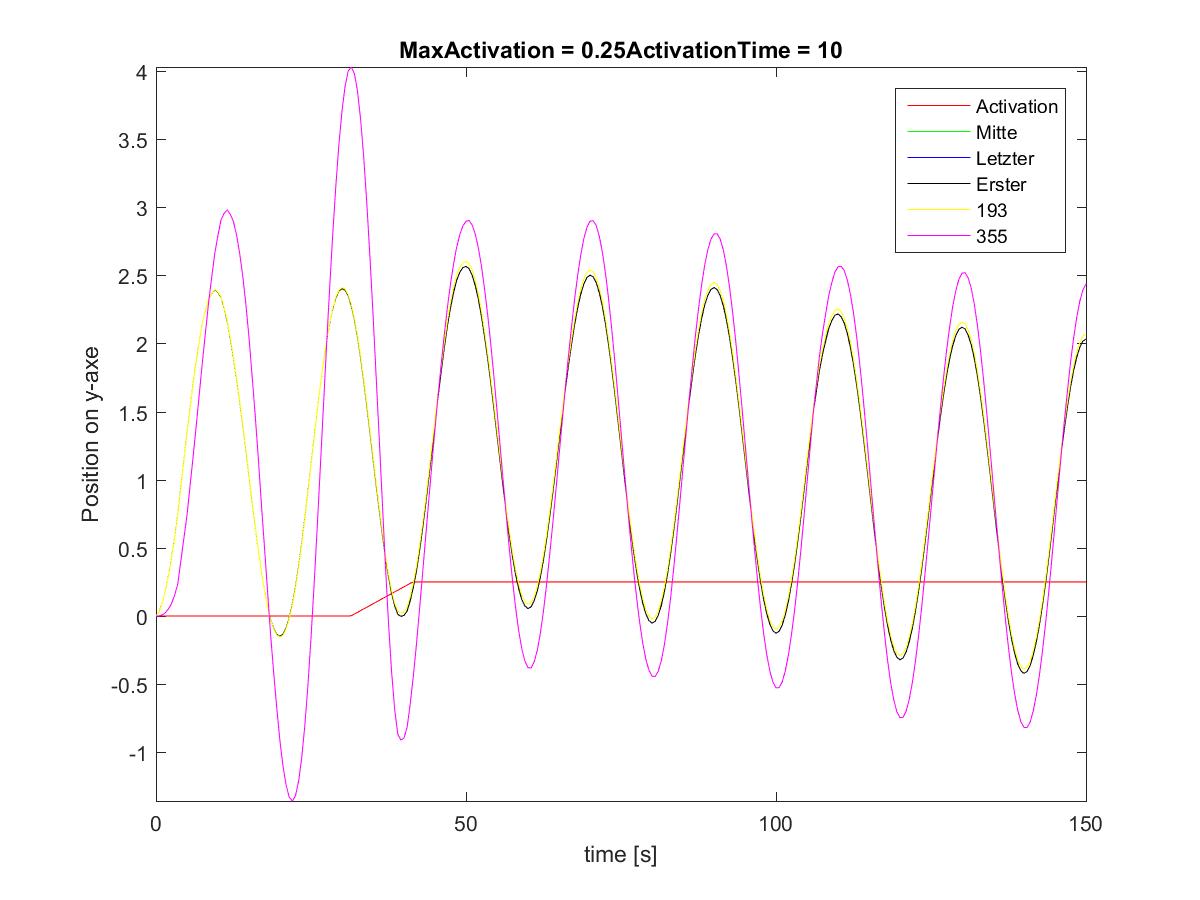 MaxActivation = 0.25ActivationTime = 10
4
3.5
3
2.5
2
1.5
1
0.5
0
-0.5
-1
Position on y-axe
Activation
Mitte
Letzter
Erster
193
355
0
50
100
150
time [s]